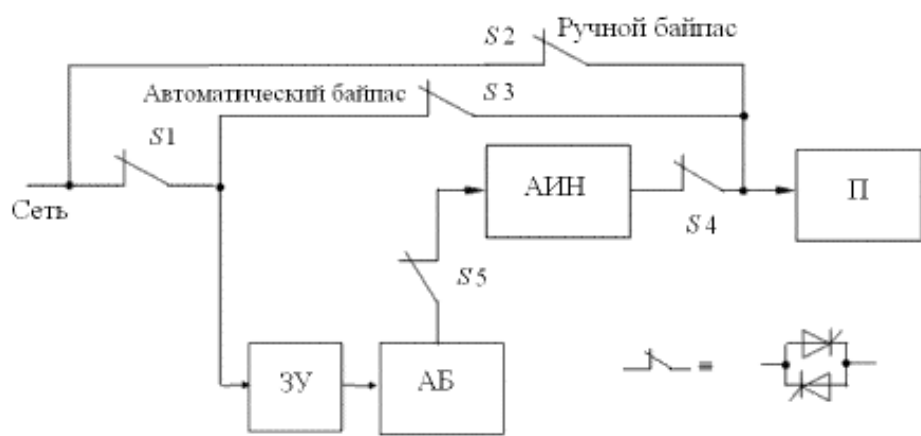 S2 Ручной байпас
Автоматический байпас S3
S1
Сеть
АИН
S4
П
S5
ЗУ
АБ
≡